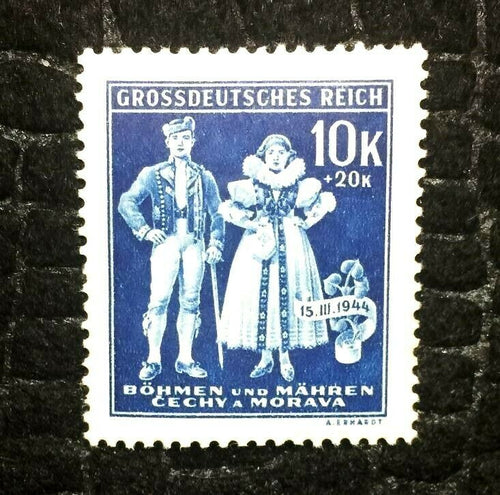 GROSSDEUTSCHES REICH
10K
+20K
15.III.1944
BÖHMEN UND MÄHREN
ČECHY A MORAVA
A. ERHARDT